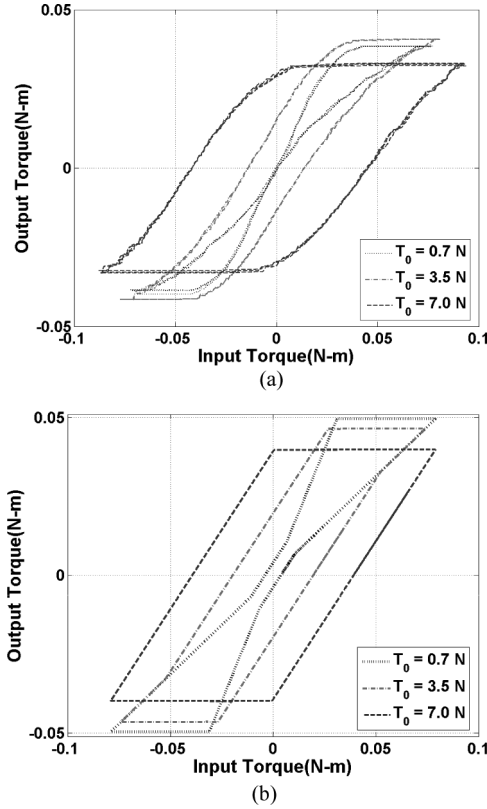 0.05
0
-0.05
Output Torque(N-m)
-0.1 -0.05 0 0.05 0.1
Input Torque(N-m)
T0 = 0.7 N
T0 = 3.5 N
T0 = 7.0 N
(a)
0.05
0
-0.05
Output Torque(N-m)
-0.1 -0.05 0 0.05 0.1
Input Torque(N-m)
T0 = 0.7 N
T0 = 3.5 N
T0 = 7.0 N
(b)